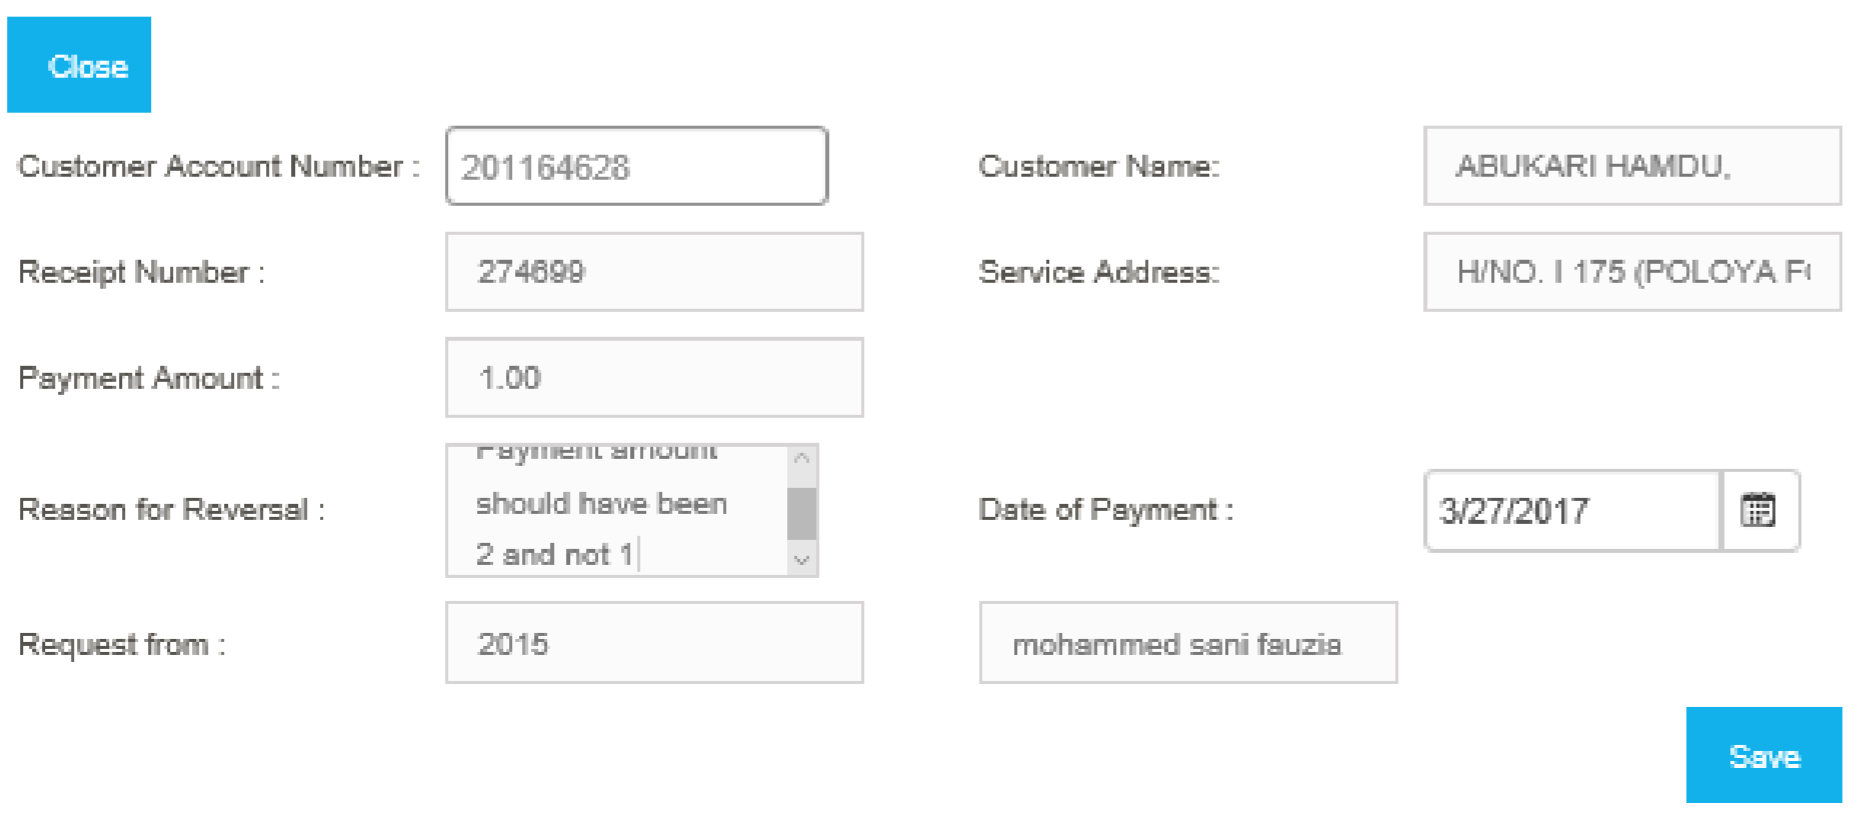 Close
Customer Account Number : 201164628 Customer Name: ABUKARI HAMDU,
Receipt Number : 274699 Service Address: H/NO. I 175 (POLOYA
Payment Amount : 1.00
Payment amount
Reason for Reversal : should have been Date of Payment : 3/27/2017
2 and not 1
Request from : 2015 mohammed sani fauzia
Save